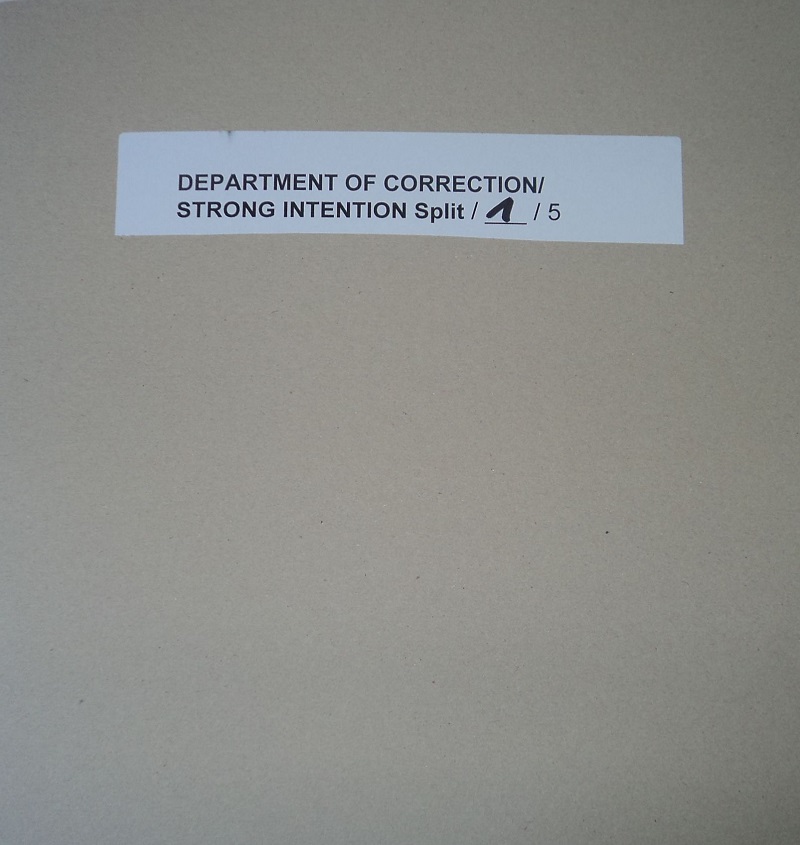 DEPARTMENT OF CORRECTION/
STRONG INTENTION Split / 1 / 5